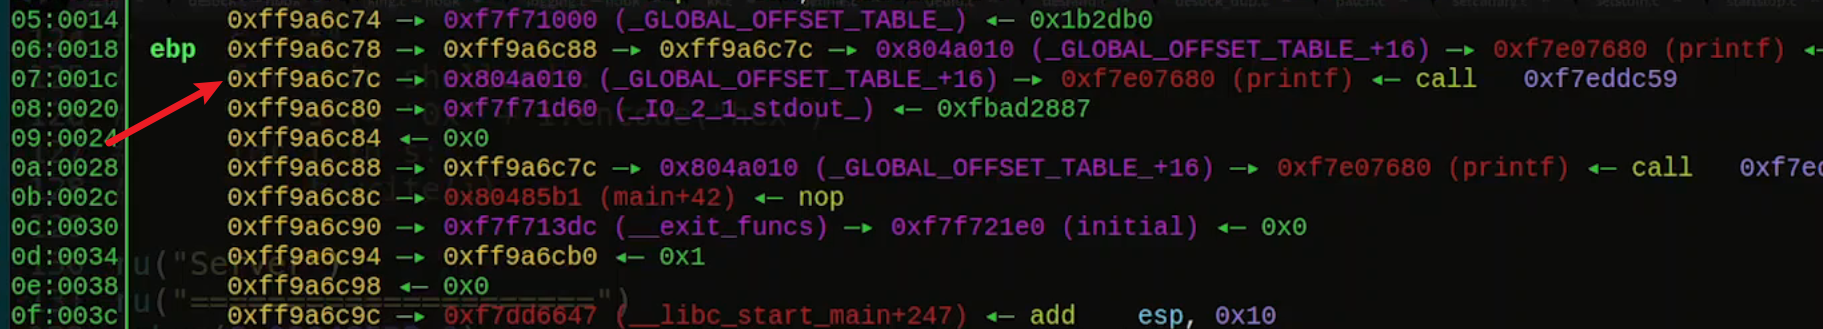 05:0014 0xff9a6c74 —▸ 0xf7f71000 (_GLOBAL_OFFSET_TABLE_) ◂— 0x1b2db0
06:0018 ebp 0xff9a6c78 —▸ 0xff9a6c88 —▸ 0xff9a6c7c —▸ 0x804a010 (_GLOBAL_OFFSET_TABLE_+16) —▸ 0xf7e07680 (printf) ◂—
07:001c 0xff9a6c7c —▸ 0x804a010 (_GLOBAL_OFFSET_TABLE_+16) —▸ 0xf7e07680 (printf) ◂— call 0xf7eddc59
08:0020 0xff9a6c80 —▸ 0xf7f71d60 (_IO_2_1_stdout_) ◂— 0xfbad2887
09:0024 0xff9a6c84 ◂— 0x0
0a:0028 0xff9a6c88 —▸ 0xff9a6c7c —▸ 0x804a010 (_GLOBAL_OFFSET_TABLE_+16) —▸ 0xf7e07680 (printf) ◂— call 0xf7ed
0b:002c 0xff9a6c8c —▸ 0x80485b1 (main+42) ◂— nop
0c:0030 0xff9a6c90 —▸ 0xf7f713dc (__exit_funcs) —▸ 0xf7f721e0 (initial) ◂— 0x0
0d:0034 0xff9a6c94 —▸ 0xff9a6cb0 ◂— 0x1
0e:0038 0xff9a6c98 ◂— 0x0
0f:003c 0xff9a6c9c —▸ 0xf7dd6647 (__libc_start_main+247) ◂— add esp, 0x10